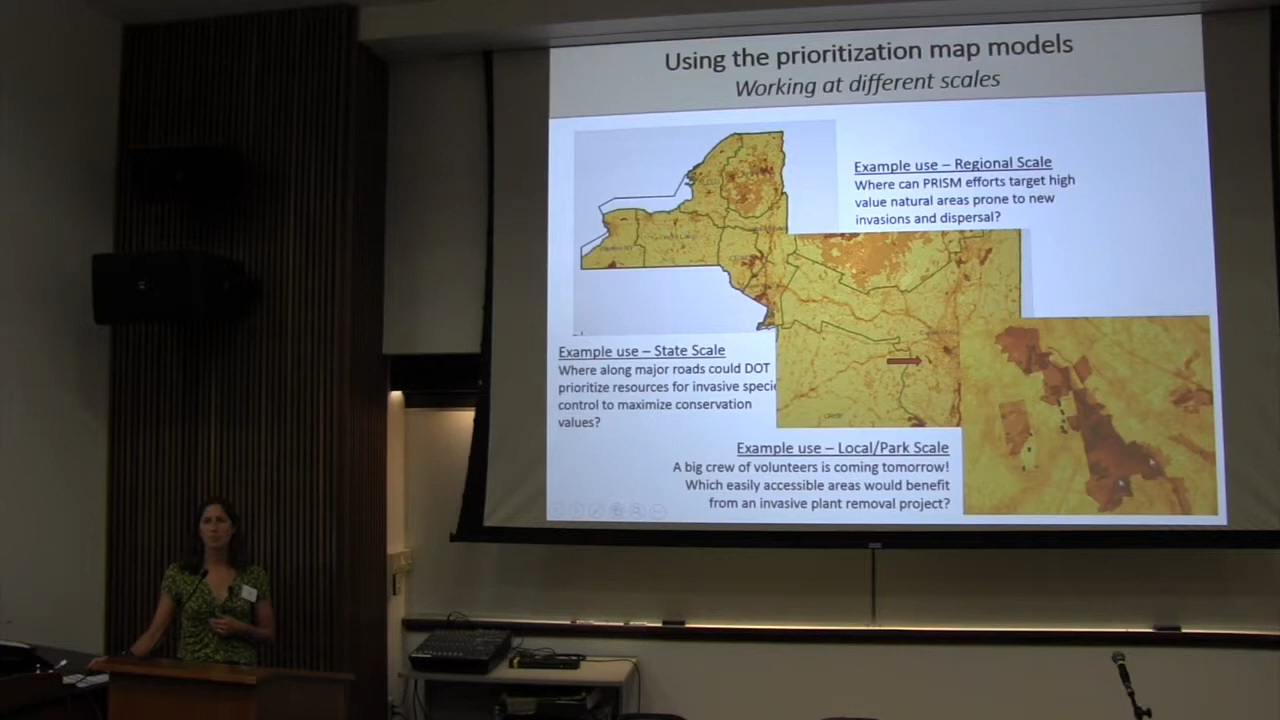 Using the prioritization map models
Working at different scales
Example use – Regional Scale
Where can PRISM efforts target high
value natural areas prone to new
invasions and dispersal?
Example use – State Scale
Where along major roads could DOT
prioritize resources for invasive speci
control to maximize conservation
values?
Example use – Local/Park Scale
A big crew of volunteers is coming tomorrow!
Which easily accessible areas would benefit
from an invasive plant removal project?